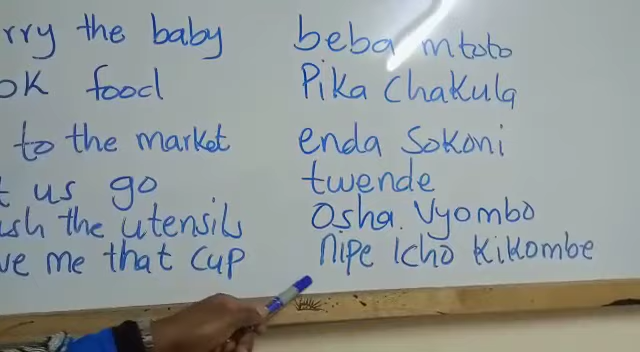 rry the baby beba mtoto
ok food Pika Chakula
to the market enda Sokoni
t us go twende
ish the utensils Osha. Vyombo
ve me that Cup Nipe Icho Kikombe